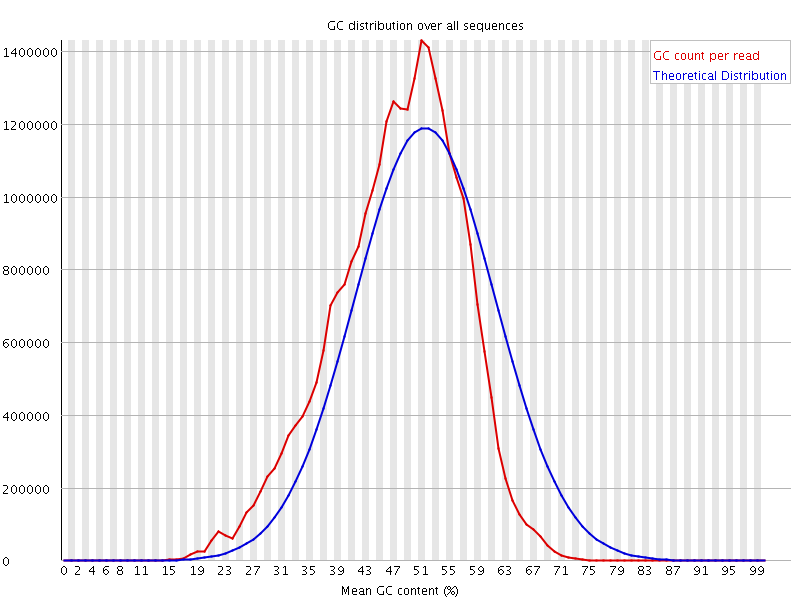 GC distribution over all sequences
GC count per read
Theoretical Distribution
1400000
1200000
1000000
800000
600000
400000
200000
0
0 2 4 6 8 11 15 19 23 27 31 35 39 43 47 51 55 59 63 67 71 75 79 83 87 91 95 99
Mean GC content (%)